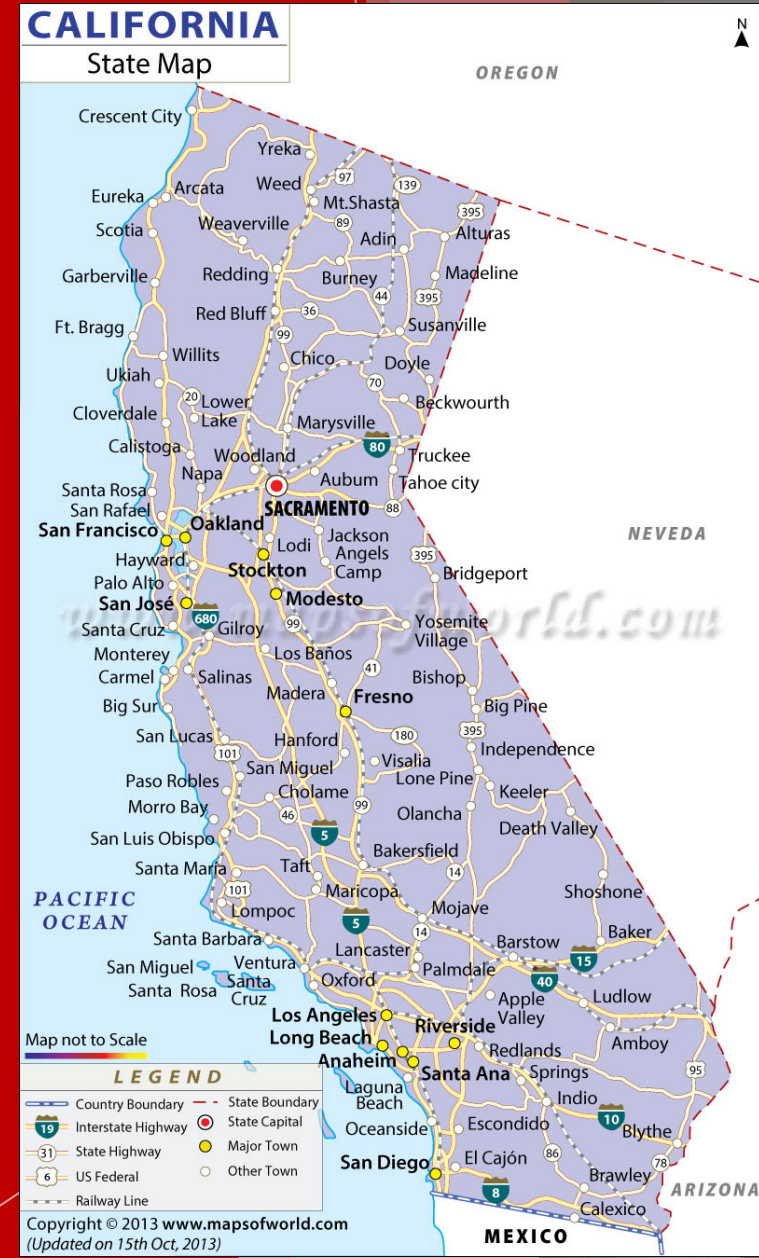 CALIFORNIA
State Map
N
OREGON
Crescent City
Yreka
97
139
Weed
Arcata
Eureka
Mt.Shasta
395
89
Weaverville
Scotia
Adin
Alturas
Redding
Burney
Madeline
Garberville
44
395
Red Bluff
36
Ft. Bragg
99
Susanville
Willits
Chico
Doyle
Ukiah
70
20
Lower
Lake
Beckwourth
Cloverdale
Marysville
80
Calistoga
Woodland
Truckee
Napa
Aubum
Tahoe city
Santa Rosa
San Rafael
SACRAMENTO
88
San Francisco
Oakland
NEVEDA
Lodi
Jackson
Angels
Camp
395
Hayward
Stockton
Bridgeport
Palo Alto
San José
Modesto
www.mapsofworld.com
680
99
Santa Cruz
Gilroy
Yosemite
Village
Monterey
Los Baños
41
Carmel
Salinas
Madera
Bishop
Fresno
Big Sur
Big Pine
180
395
San Lucas
Hanford
101
Independence
San Miguel
Visalia
Lone Pine
Paso Robles
Cholame
Keeler
99
Morro Bay
46
Olancha
5
Death Valley
San Luis Obispo
Bakersfield
Santa Maria
Taft
14
Shoshone
101
Maricopa
PACIFIC
OCEAN
Lompoc
5
Mojave
14
Baker
Santa Barbara
Barstow
Lancaster
15
San Miguel
Ventura
Palmdale
40
Santa Rosa
Santa
Cruz
Oxford
Apple
Valley
Ludlow
Los Angeles
Riverside
Long Beach
Amboy
Map not to Scale
Anaheim
Redlands
Santa Ana
Springs
95
LEGEND
Laguna
Beach
Indio
Country Boundary
State Boundary
19
Interstate Highway
State Capital
10
Oceanside
Escondido
Blythe
31
State Highway
Major Town
86
78
6
US Federal
Other Town
San Diego
El Cajón
Brawley
ARIZONA
Railway Line
8
Calexico
Copyright © 2013 www.mapsofworld.com
(Updated on 15th Oct, 2013)
MEXICO